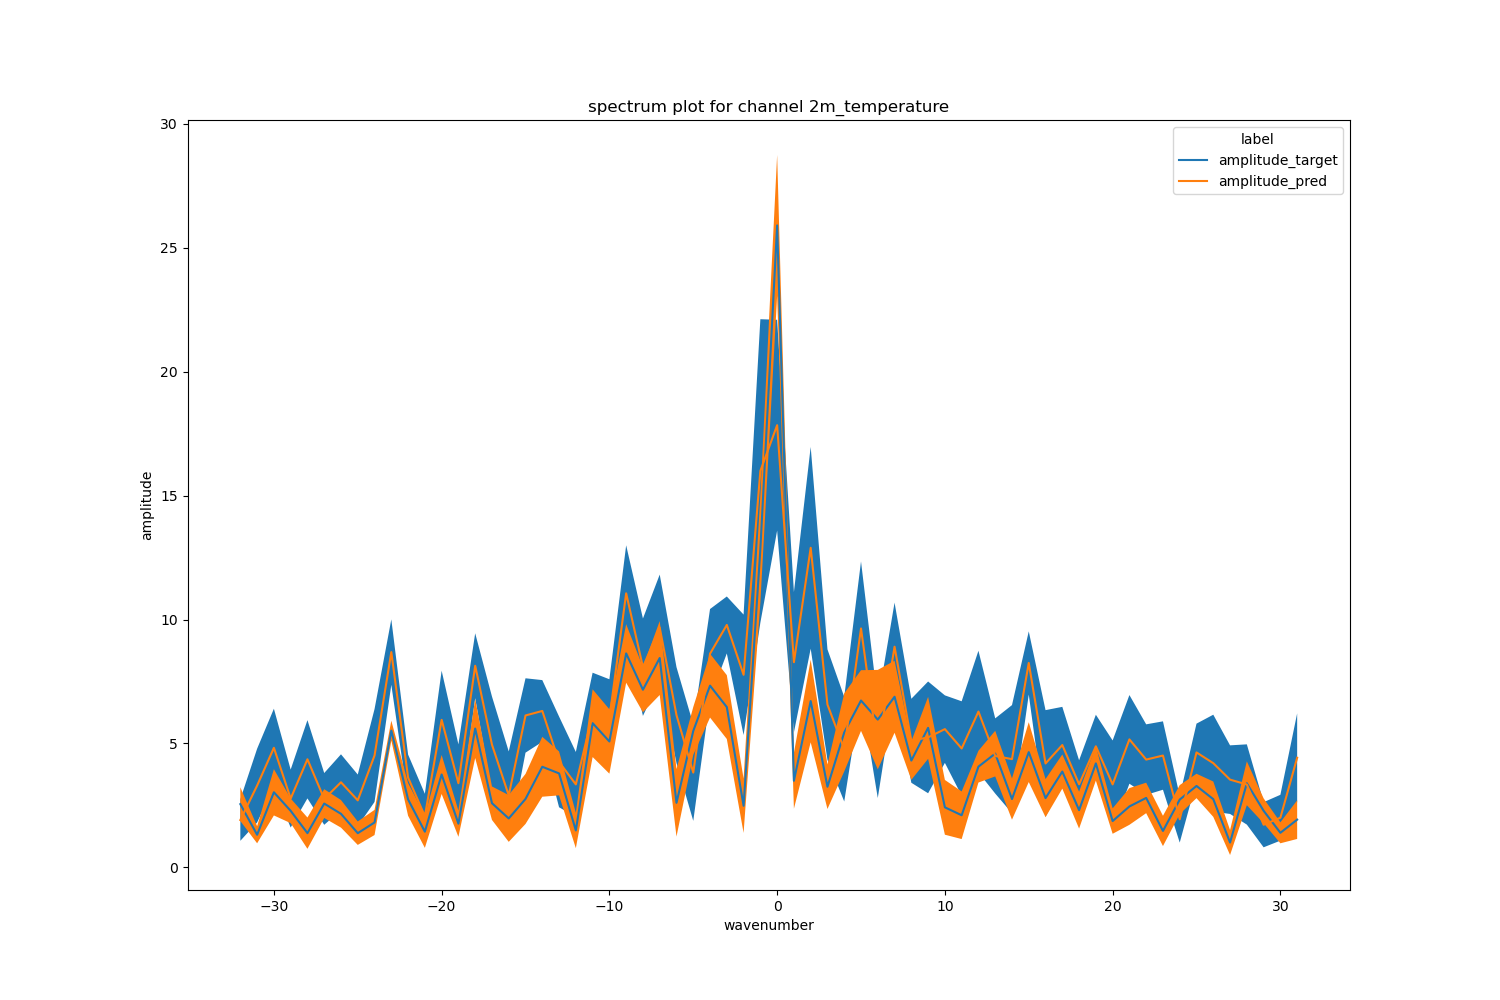 spectrum plot for channel 2m_temperature
label
amplitude_target
amplitude_pred
amplitude
30
25
20
15
10
5
0
−30
−20
−10
0
10
20
30
wavenumber